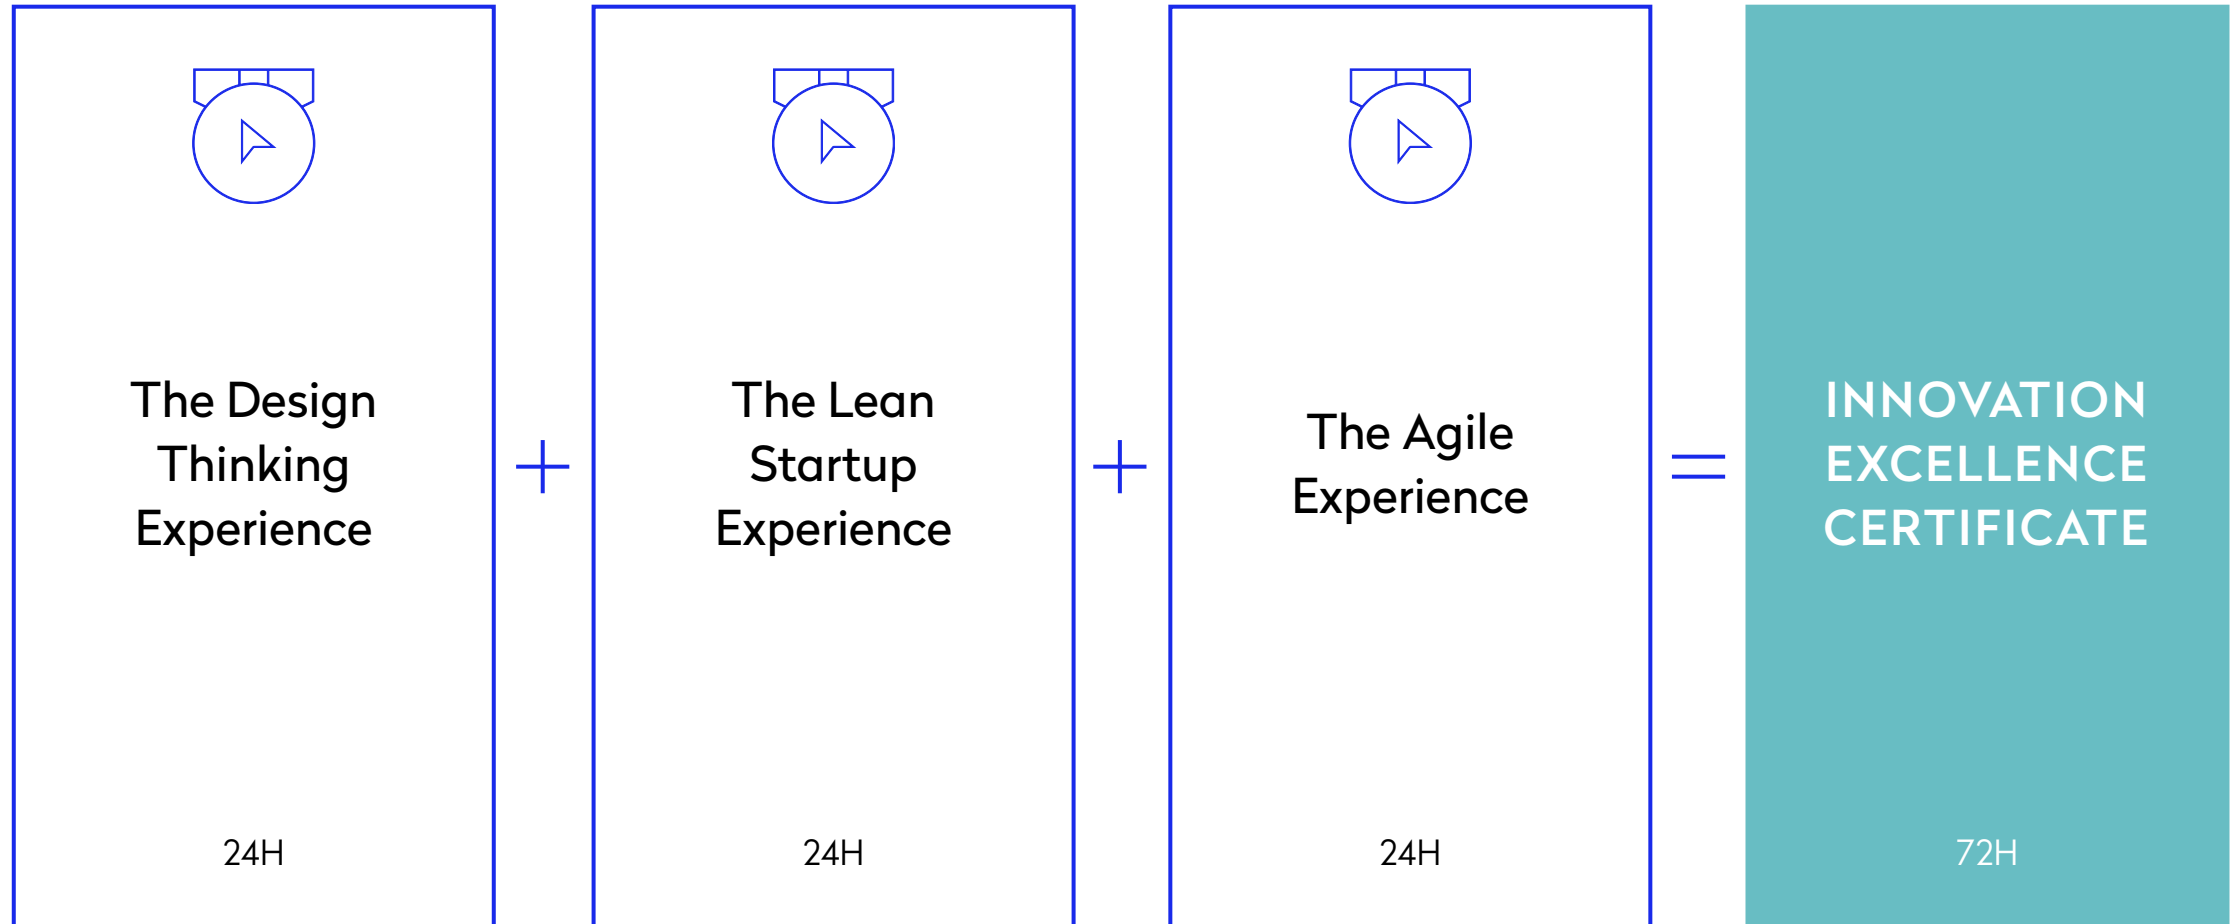 The Design
Thinking
Experience
24H
+
The Lean
Startup
Experience
24H
+
The Agile
Experience
24H
=
INNOVATION
EXCELLENCE
CERTIFICATE
72H